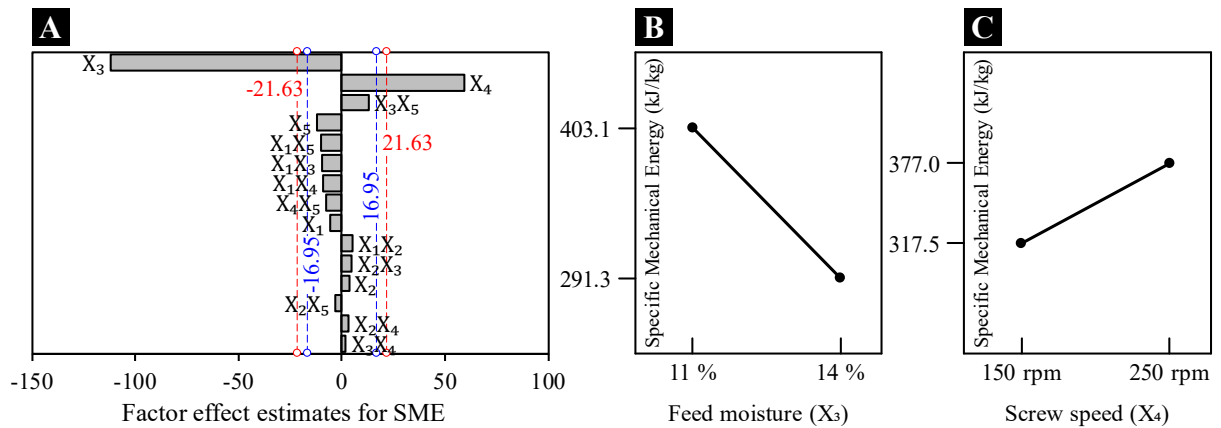 A
X₃
X₄
-21.63
X₃X₅
X₅
X₁X₅
21.63
X₁X₃
X₁X₄
X₄X₅
16.95
X₁
X₁X₂
X₂X₃
-16.95
X₂
X₂X₅
X₂X₄
X₃X₄
-150
-100
-50
0
50
100
Factor effect estimates for SME
B
Specific Mechanical Energy (kJ/kg)
403.1
291.3
11 %
14 %
Feed moisture (X₃)
C
Specific Mechanical Energy (kJ/kg)
377.0
317.5
150 rpm
250 rpm
Screw speed (X₄)